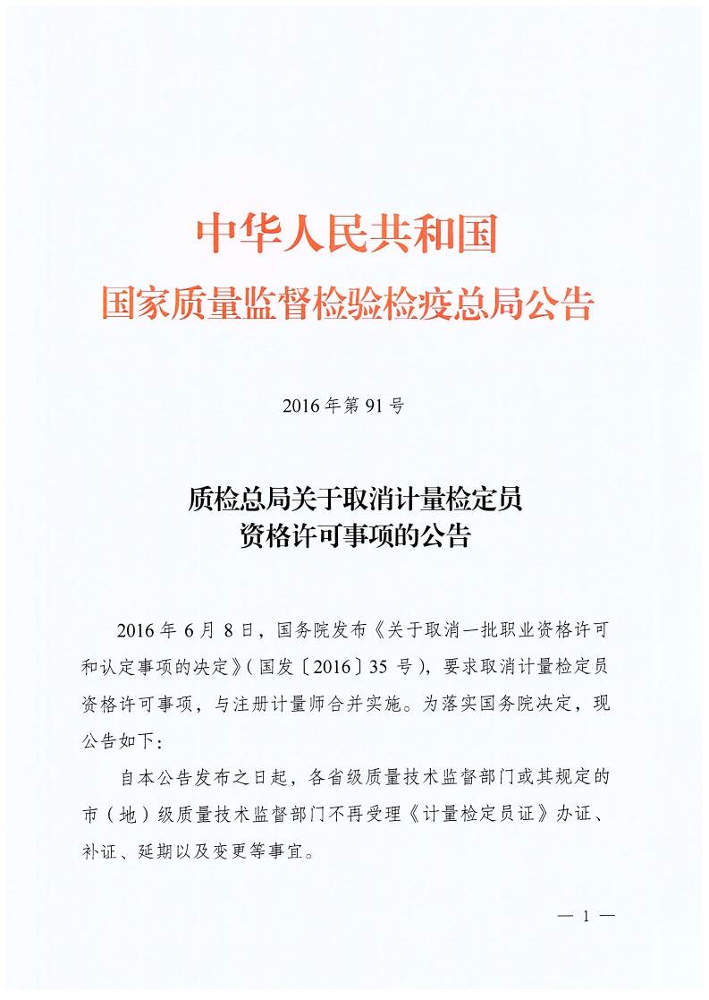 中华人民共和国
国家质量监督检验检疫总局公告
2016年第91号
质检总局关于取消计量检定员
资格许可事项的公告
2016年6月8日，国务院发布《关于取消一批职业资格许可
和认定事项的决定》（国发〔2016〕35号），要求取消计量检定员
资格许可事项，与注册计量师合并实施。为落实国务院决定，现
公告如下：
自本公告发布之日起，各省级质量技术监督部门或其规定的
市（地）级质量技术监督部门不再受理《计量检定员证》办证、
补证、延期以及变更等事宜。
— 1 —